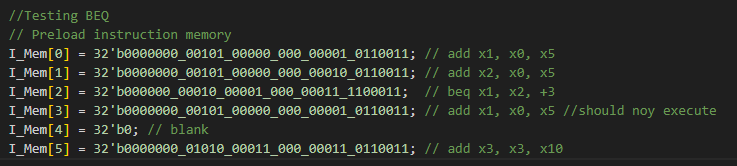 //Testing BEQ
// Preload instruction memory
I_Mem[0] = 32'b0000000_00101_00000_000_00001_0110011; // add x1, x0, x5
I_Mem[1] = 32'b0000000_00101_00000_000_00010_0110011; // add x2, x0, x5
I_Mem[2] = 32'b000000_00010_00001_000_00011_1100011;  // beq x1, x2, +3
I_Mem[3] = 32'b0000000_00101_00000_000_00001_0110011; // add x1, x0, x5 //should noy execute
I_Mem[4] = 32'b0; // blank
I_Mem[5] = 32'b0000000_01010_00011_000_00011_0110011; // add x3, x3, x10